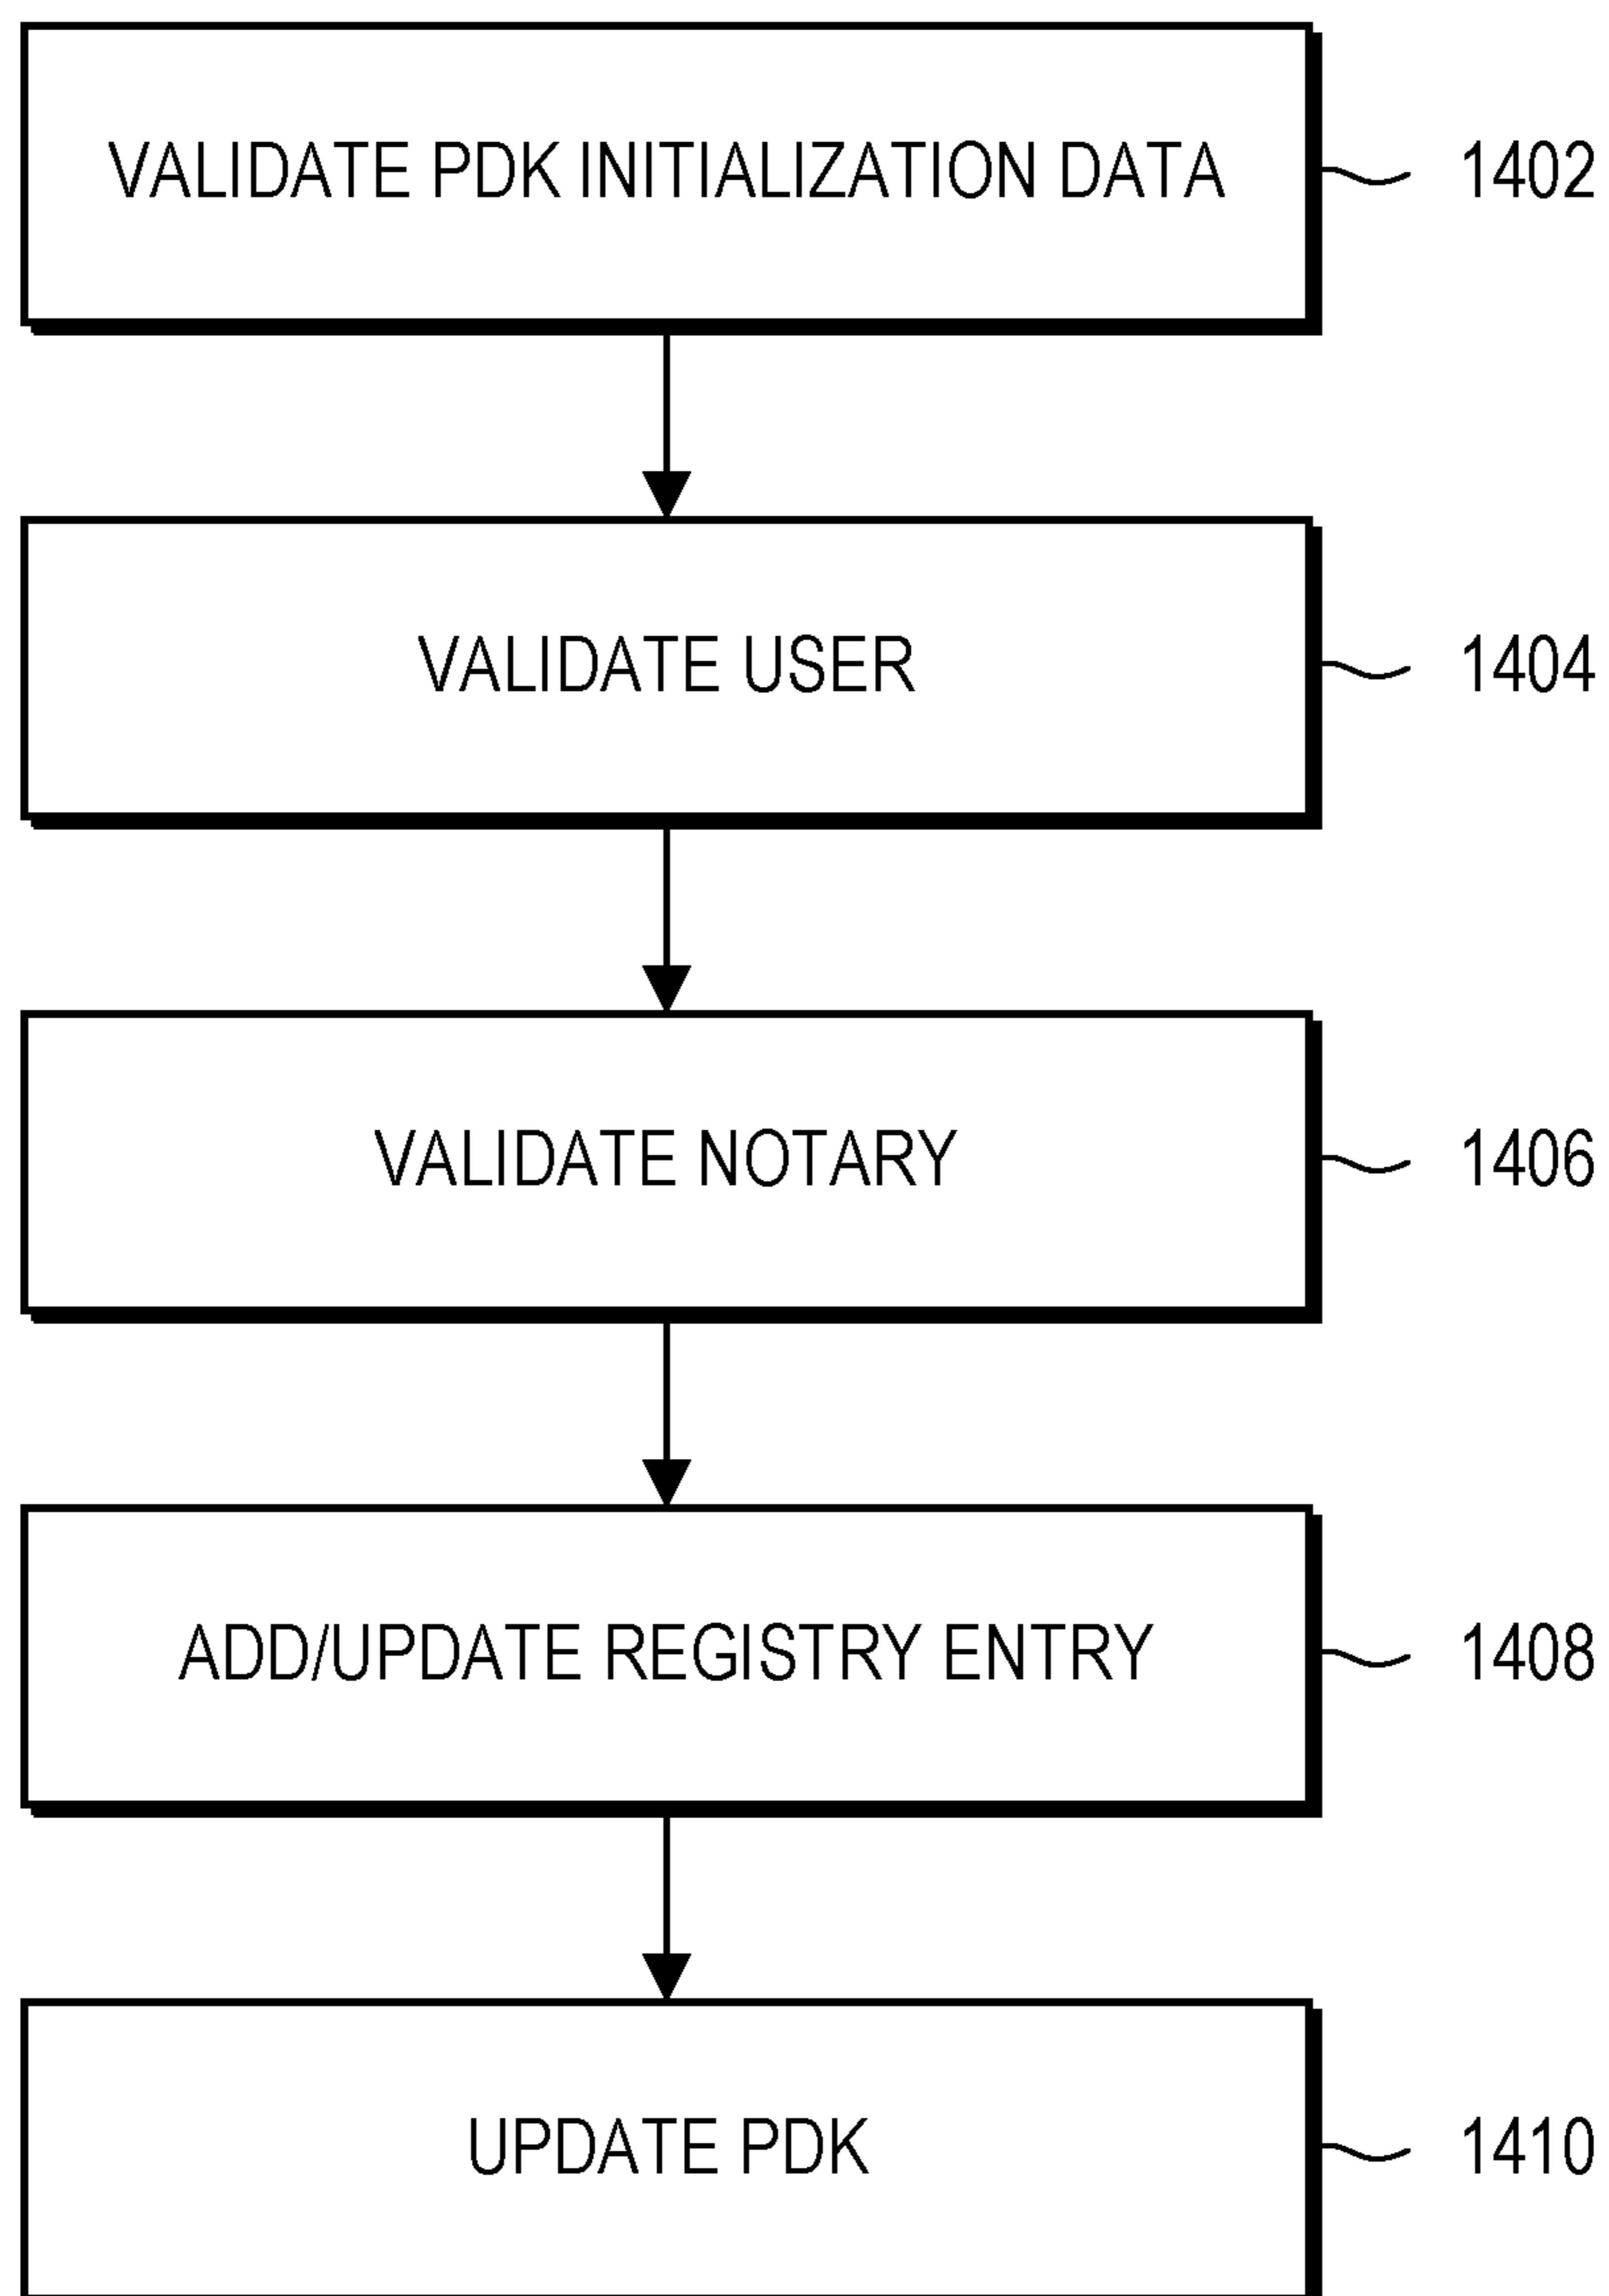 VALIDATE PDK INITIALIZATION DATA 1402
VALIDATE USER 1404
VALIDATE NOTARY 1406
ADD/UPDATE REGISTRY ENTRY 1408
UPDATE PDK 1410